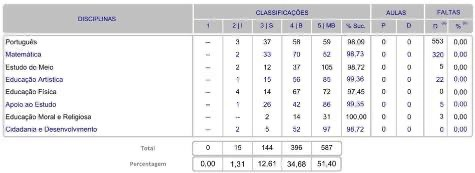 DISCIPLINAS CLASSIFICAÇÕES AULAS FALTAS
1 2 | I 3 | S 4 | B 5 | MB % Suc. P D D %
Português -- 3 37 58 59 98,09 0 0 553 0,00
Matemática -- 2 33 70 52 98,73 0 0 320 0,00
Estudo do Meio -- 2 12 37 105 98,72 0 0 5 0,00
Educação Artística -- 1 15 56 85 99,36 0 0 22 0,00
Educação Física -- 4 14 67 72 97,45 0 0 0 0,00
Apoio ao Estudo -- 1 26 42 86 99,35 0 0 5 0,00
Educação Moral e Religiosa -- -- 2 14 31 100,00 0 0 3 0,00
Cidadania e Desenvolvimento -- 2 5 52 97 98,72 0 0 0 0,00
Total 0 15 144 396 587
Percentagem 0,00 1,31 12,61 34,68 51,40